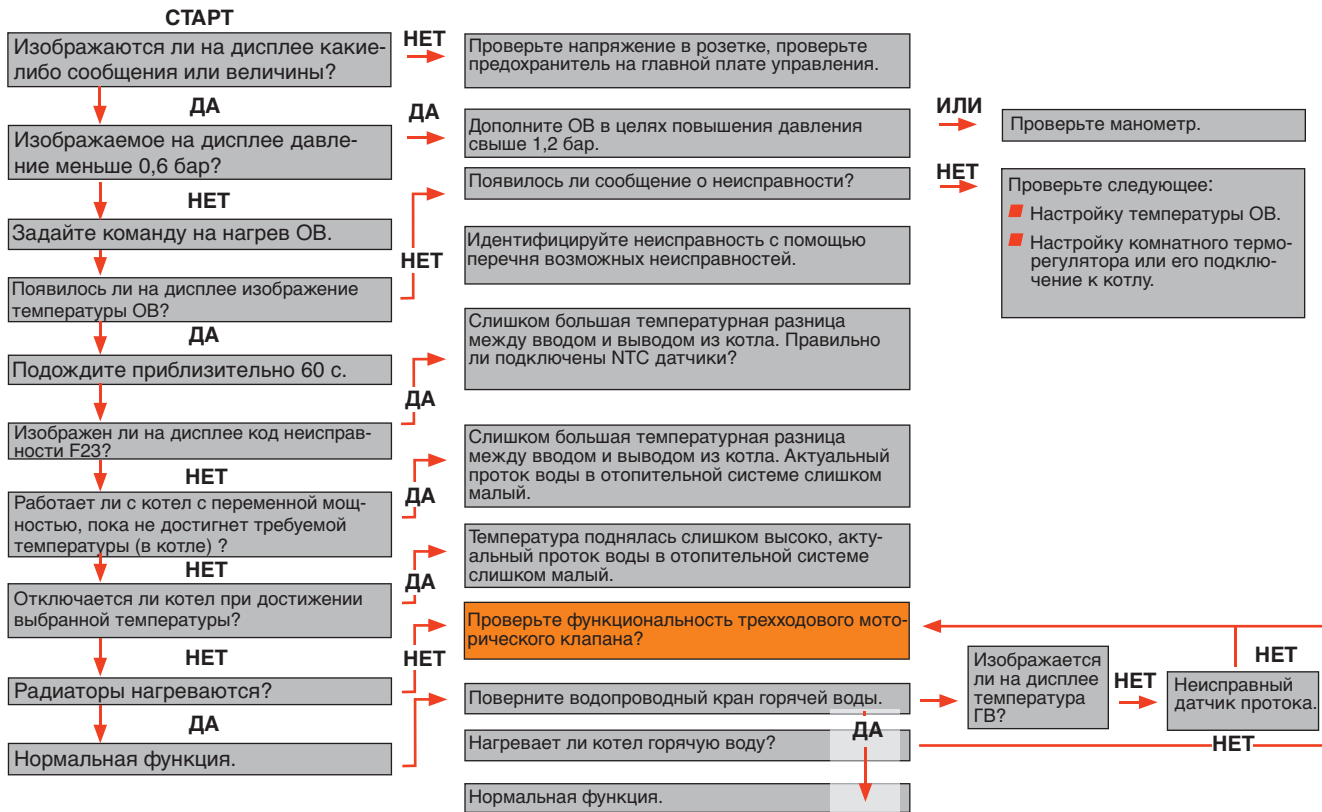 СТАРТ
Изображаются ли на дисплее какие-
либо сообщения или величины?
НЕТ
Проверьте напряжение в розетке, проверьте
предохранитель на главной плате управления.
ДА
Изображаемое на дисплее давле-
ние меньше 0,6 бар?
ДА
Дополните ОВ в целях повышения давления
свыше 1,2 бар.
ИЛИ
Проверьте манометр.
НЕТ
Задайте команду на нагрев ОВ.
Появилось ли на дисплее изображение
температуры ОВ?
НЕТ
Появилось ли сообщение о неисправности?
НЕТ
Проверьте следующее:
Настройку температуры ОВ.
Настройку комнатного термо-
регулятора или его подклю-
чение к котлу.
Идентифицируйте неисправность с помощью
перечня возможных неисправностей.
ДА
Подождите приблизительно 60 с.
Изображен ли на дисплее код неисправ-
ности F23?
ДА
Слишком большая температурная разница
между вводом и выводом из котла. Правильно
ли подключены NTC датчики?
НЕТ
Работает ли с котел с переменной мощ-
ностью, пока не достигнет требуемой
температуры (в котле) ?
ДА
Слишком большая температурная разница
между вводом и выводом из котла. Актуальный
проток воды в отопительной системе слишком
малый.
НЕТ
Отключается ли котел при достижении
выбранной температуры?
ДА
Температура поднялась слишком высоко, акту-
альный проток воды в отопительной системе
слишком малый.
НЕТ
Радиаторы нагреваются?
НЕТ
Проверьте функциональность трехходового мото-
рического клапана?
ДА
Нормальная функция.
Поверните водопроводный кран горячей воды.
Изображается
ли на дисплее
температура
ГВ?
НЕТ
Неисправный
датчик протока.
НЕТ
Нагревает ли котел горячую воду?
ДА
НЕТ
Нормальная функция.